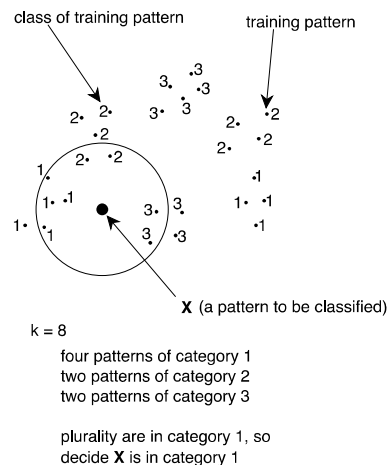 class of training pattern
training pattern
3
3
3 3
3
2
2
2
2
2
2
2
2 2
1
1
1
1
1
1
1
1
1
3
3
3
3
X (a pattern to be classified)
k = 8
four patterns of category 1
two patterns of category 2
two patterns of category 3
plurality are in category 1, so
decide X is in category 1